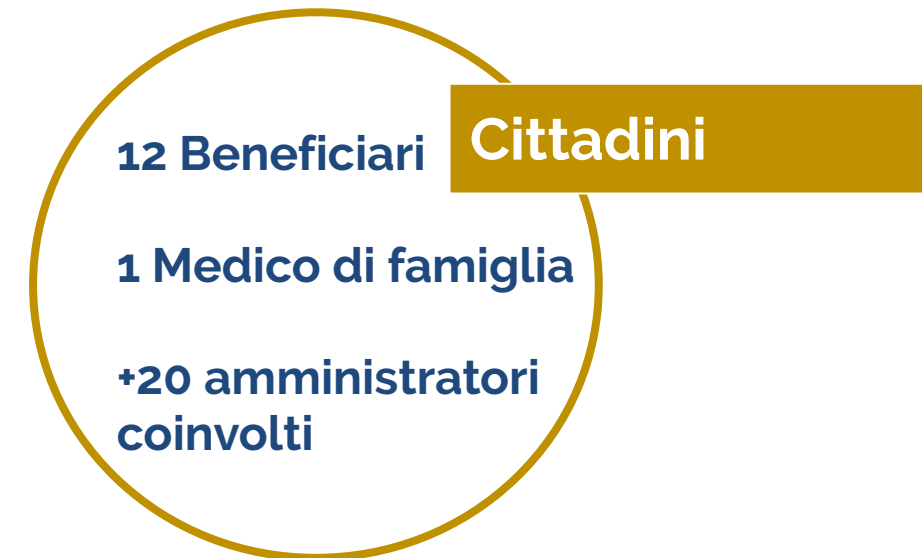 Cittadini
12 Beneficiari
1 Medico di famiglia
+20 amministratori
coinvolti